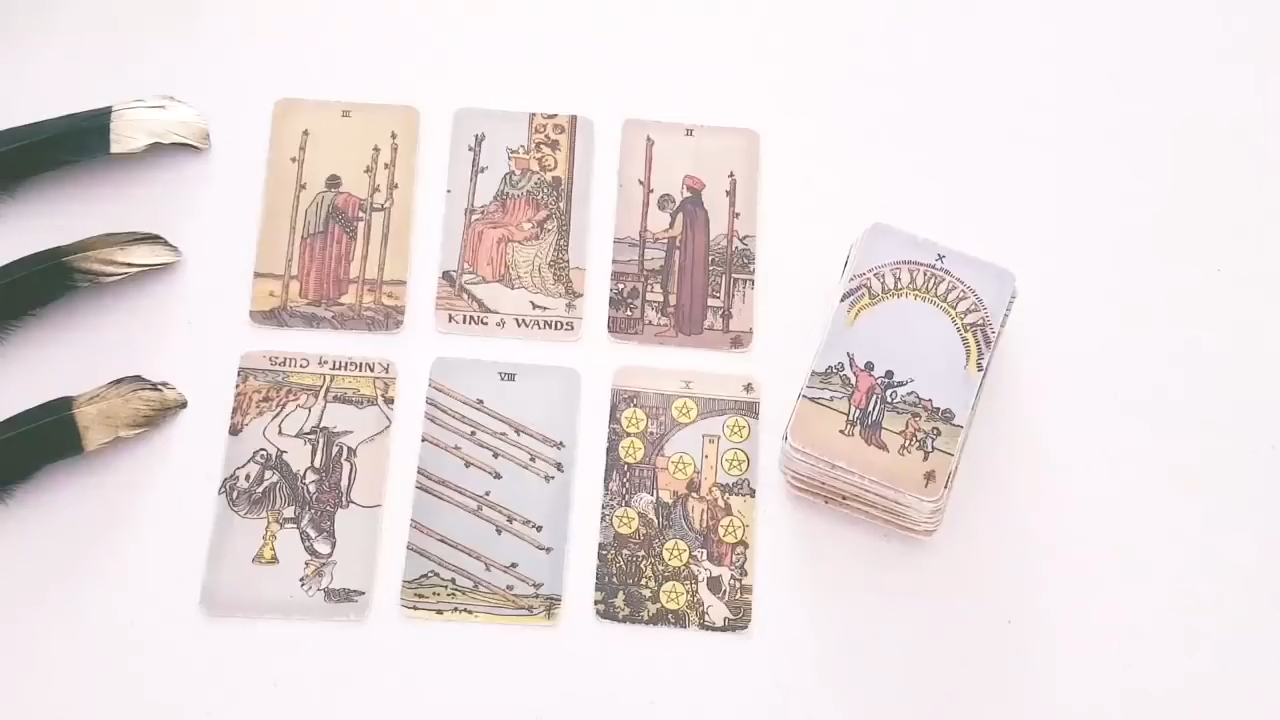 III
KING of WANDS
II
KNIGHT of CUPS.
VIII
X
X